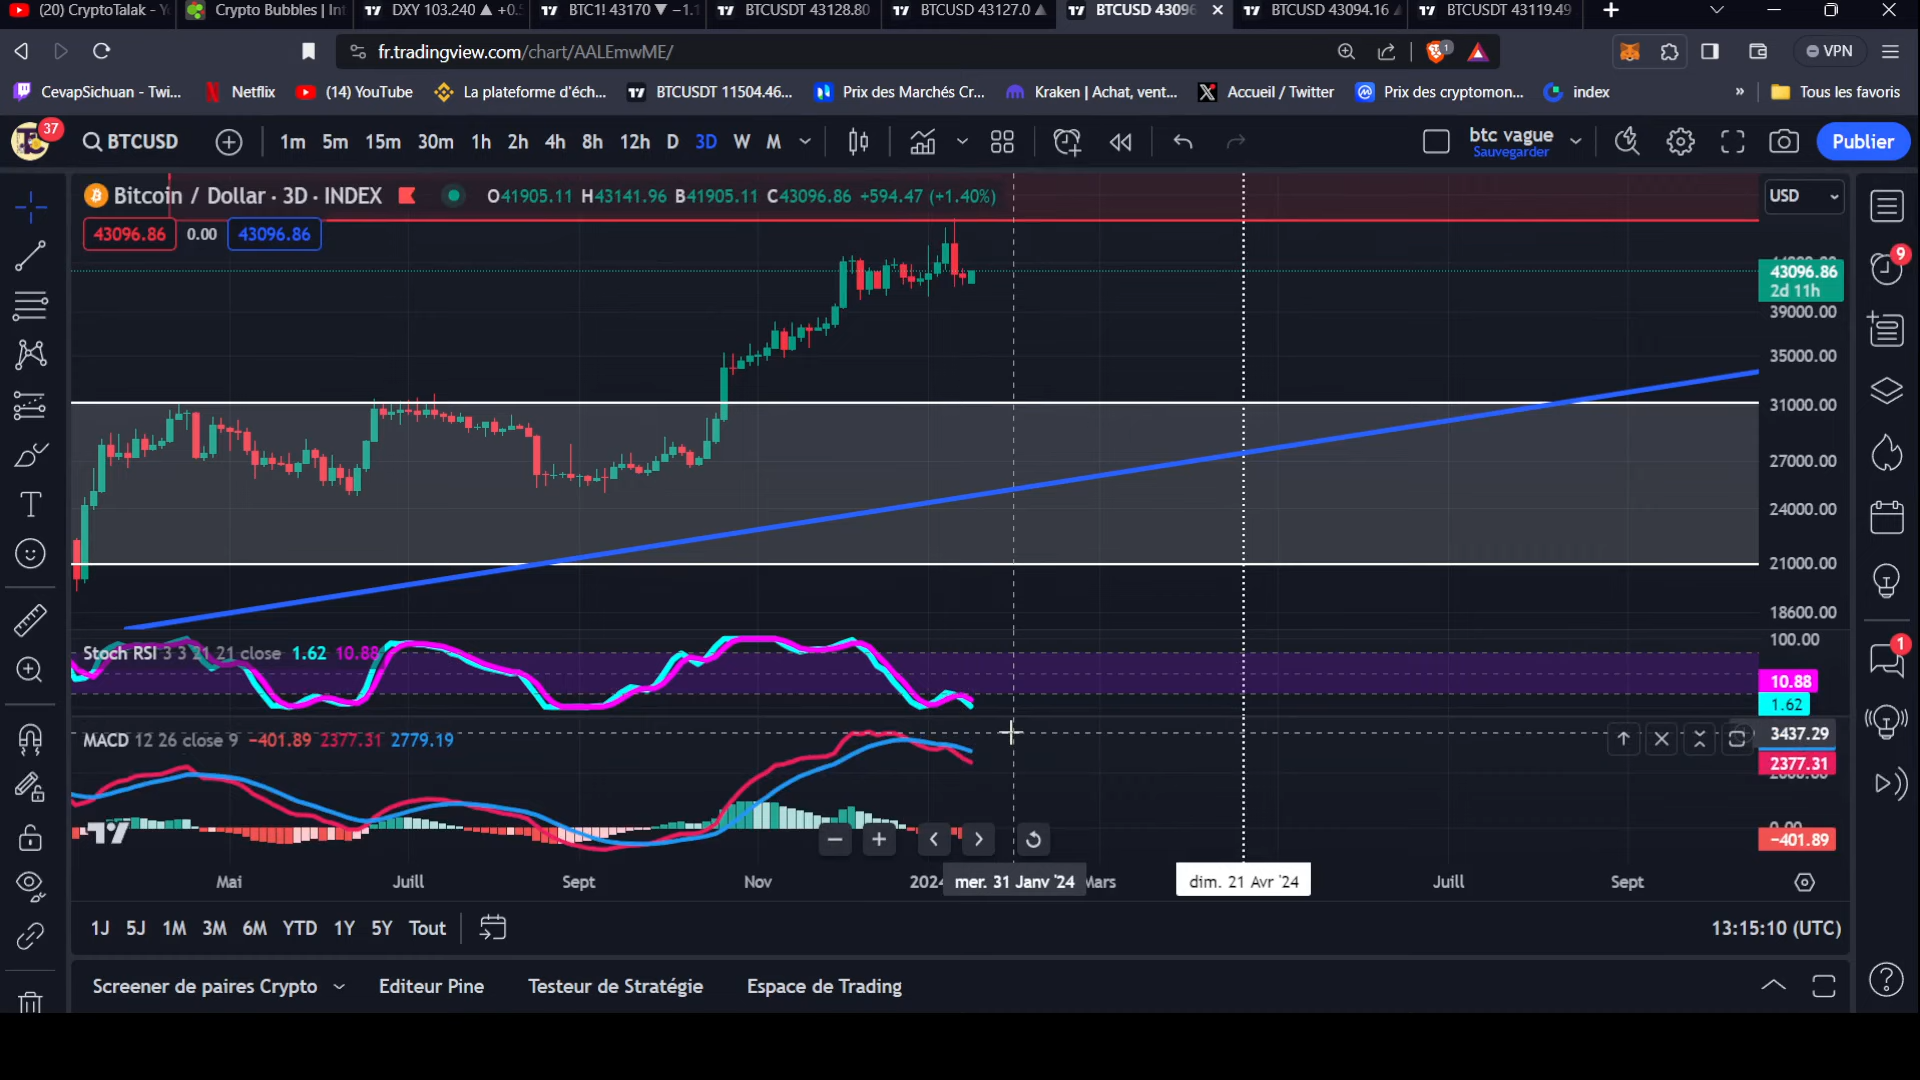 (20) CryptoTalak - Y
Crypto Bubbles | Int
DXY 103.240 ▲ +0.
BTC1! 43170 ▼ −1.1
BTCUSDT 43128.80
BTCUSD 43127.0 ▲
BTCUSD 43096
BTCUSD 43094.16
BTCUSDT 43119.49
fr.tradingview.com/chart/AALEmwME/
1
VPN
CevapSichuan - Twi...
Netflix
(14) YouTube
La plateforme d'éch...
BTCUSDT 11504.46...
Prix des Marchés Cr...
Kraken | Achat, vent...
Accueil / Twitter
Prix des cryptomon...
index
»
Tous les favoris
37
BTCUSD
1m 5m 15m 30m 1h 2h 4h 8h 12h D 3D W M
btc vague
Sauvegarder
Publier
Bitcoin / Dollar · 3D · INDEX
O41905.11 H43141.96 B41905.11 C43096.86 +594.47 (+1.40%)
USD
43096.86 0.00 43096.86
43096.86
2d 11h
9
39000.00
35000.00
31000.00
27000.00
24000.00
21000.00
18600.00
Stoch RSI 3 3 21 21 close 1.62 10.88
100.00
10.88
1.62
1
MACD 12 26 close 9 −401.89 2377.31 2779.19
3437.29
2377.31
0.00
−401.89
Mai Juill Sept Nov 2024 mer. 31 Janv '24 Mars dim. 21 Avr '24 Juill Sept
1J 5J 1M 3M 6M YTD 1Y 5Y Tout
13:15:10 (UTC)
Screener de paires Crypto
Editeur Pine
Testeur de Stratégie
Espace de Trading